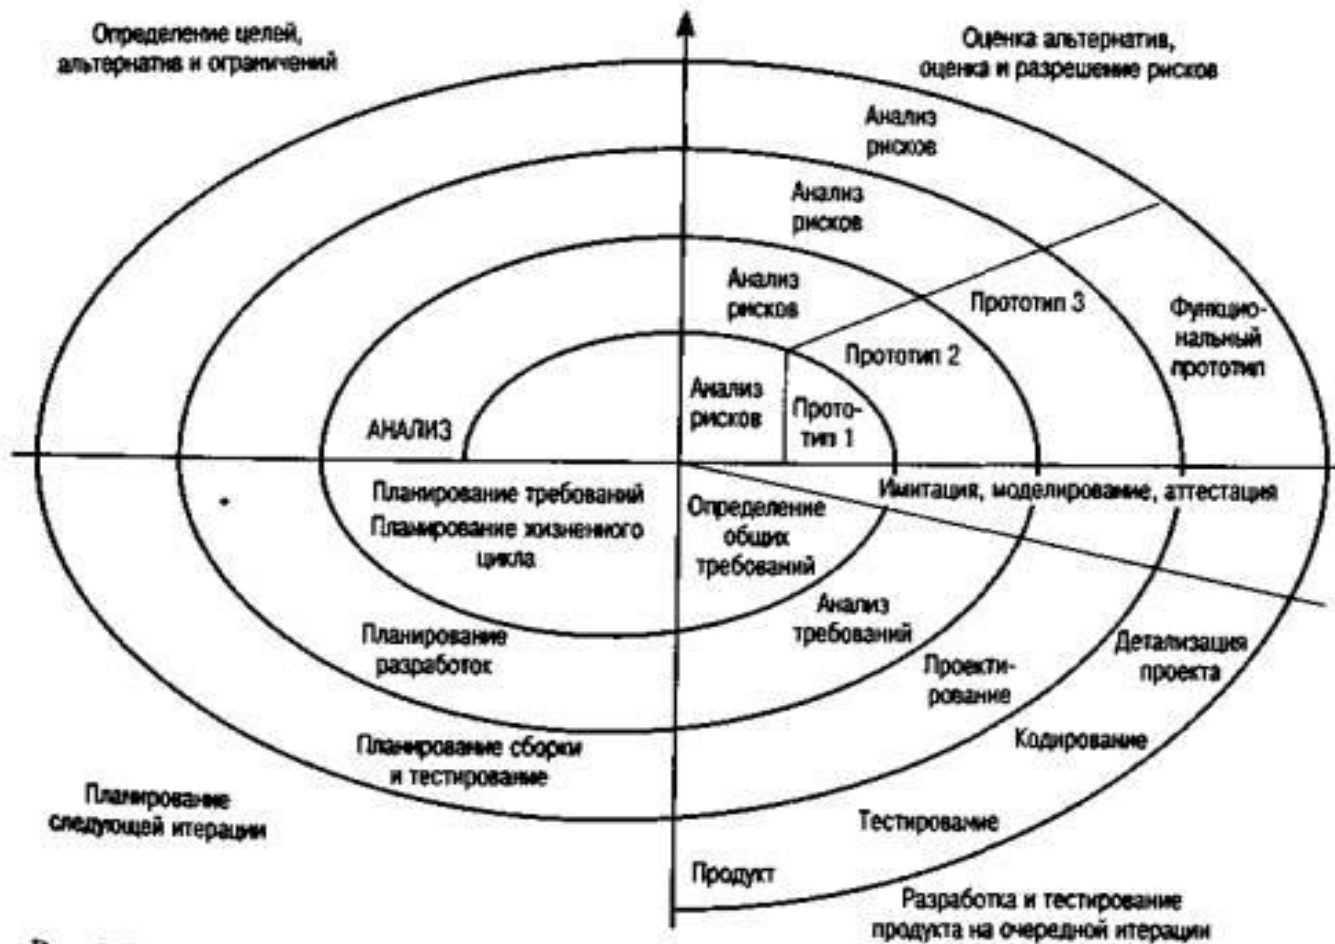 Определение целей,
альтернатив и ограничений
Оценка альтернатив,
оценка и разрешение рисков
Анализ
рисков
Анализ
рисков
Анализ
рисков
Прототип 3
Функцио-
нальный
прототип
Прототип 2
Анализ
рисков
Прото-
тип 1
АНАЛИЗ
Планирование требований
Планирование жизненного
цикла
Определение
общих
требований
Имитация, моделирование, аттестация
Анализ
требований
Планирование
разработок
Детализация
проекта
Проекти-
рование
Кодирование
Планирование сборки
и тестирование
Планирование
следующей итерации
Тестирование
Продукт
Разработка и тестирование
продукта на очередной итерации